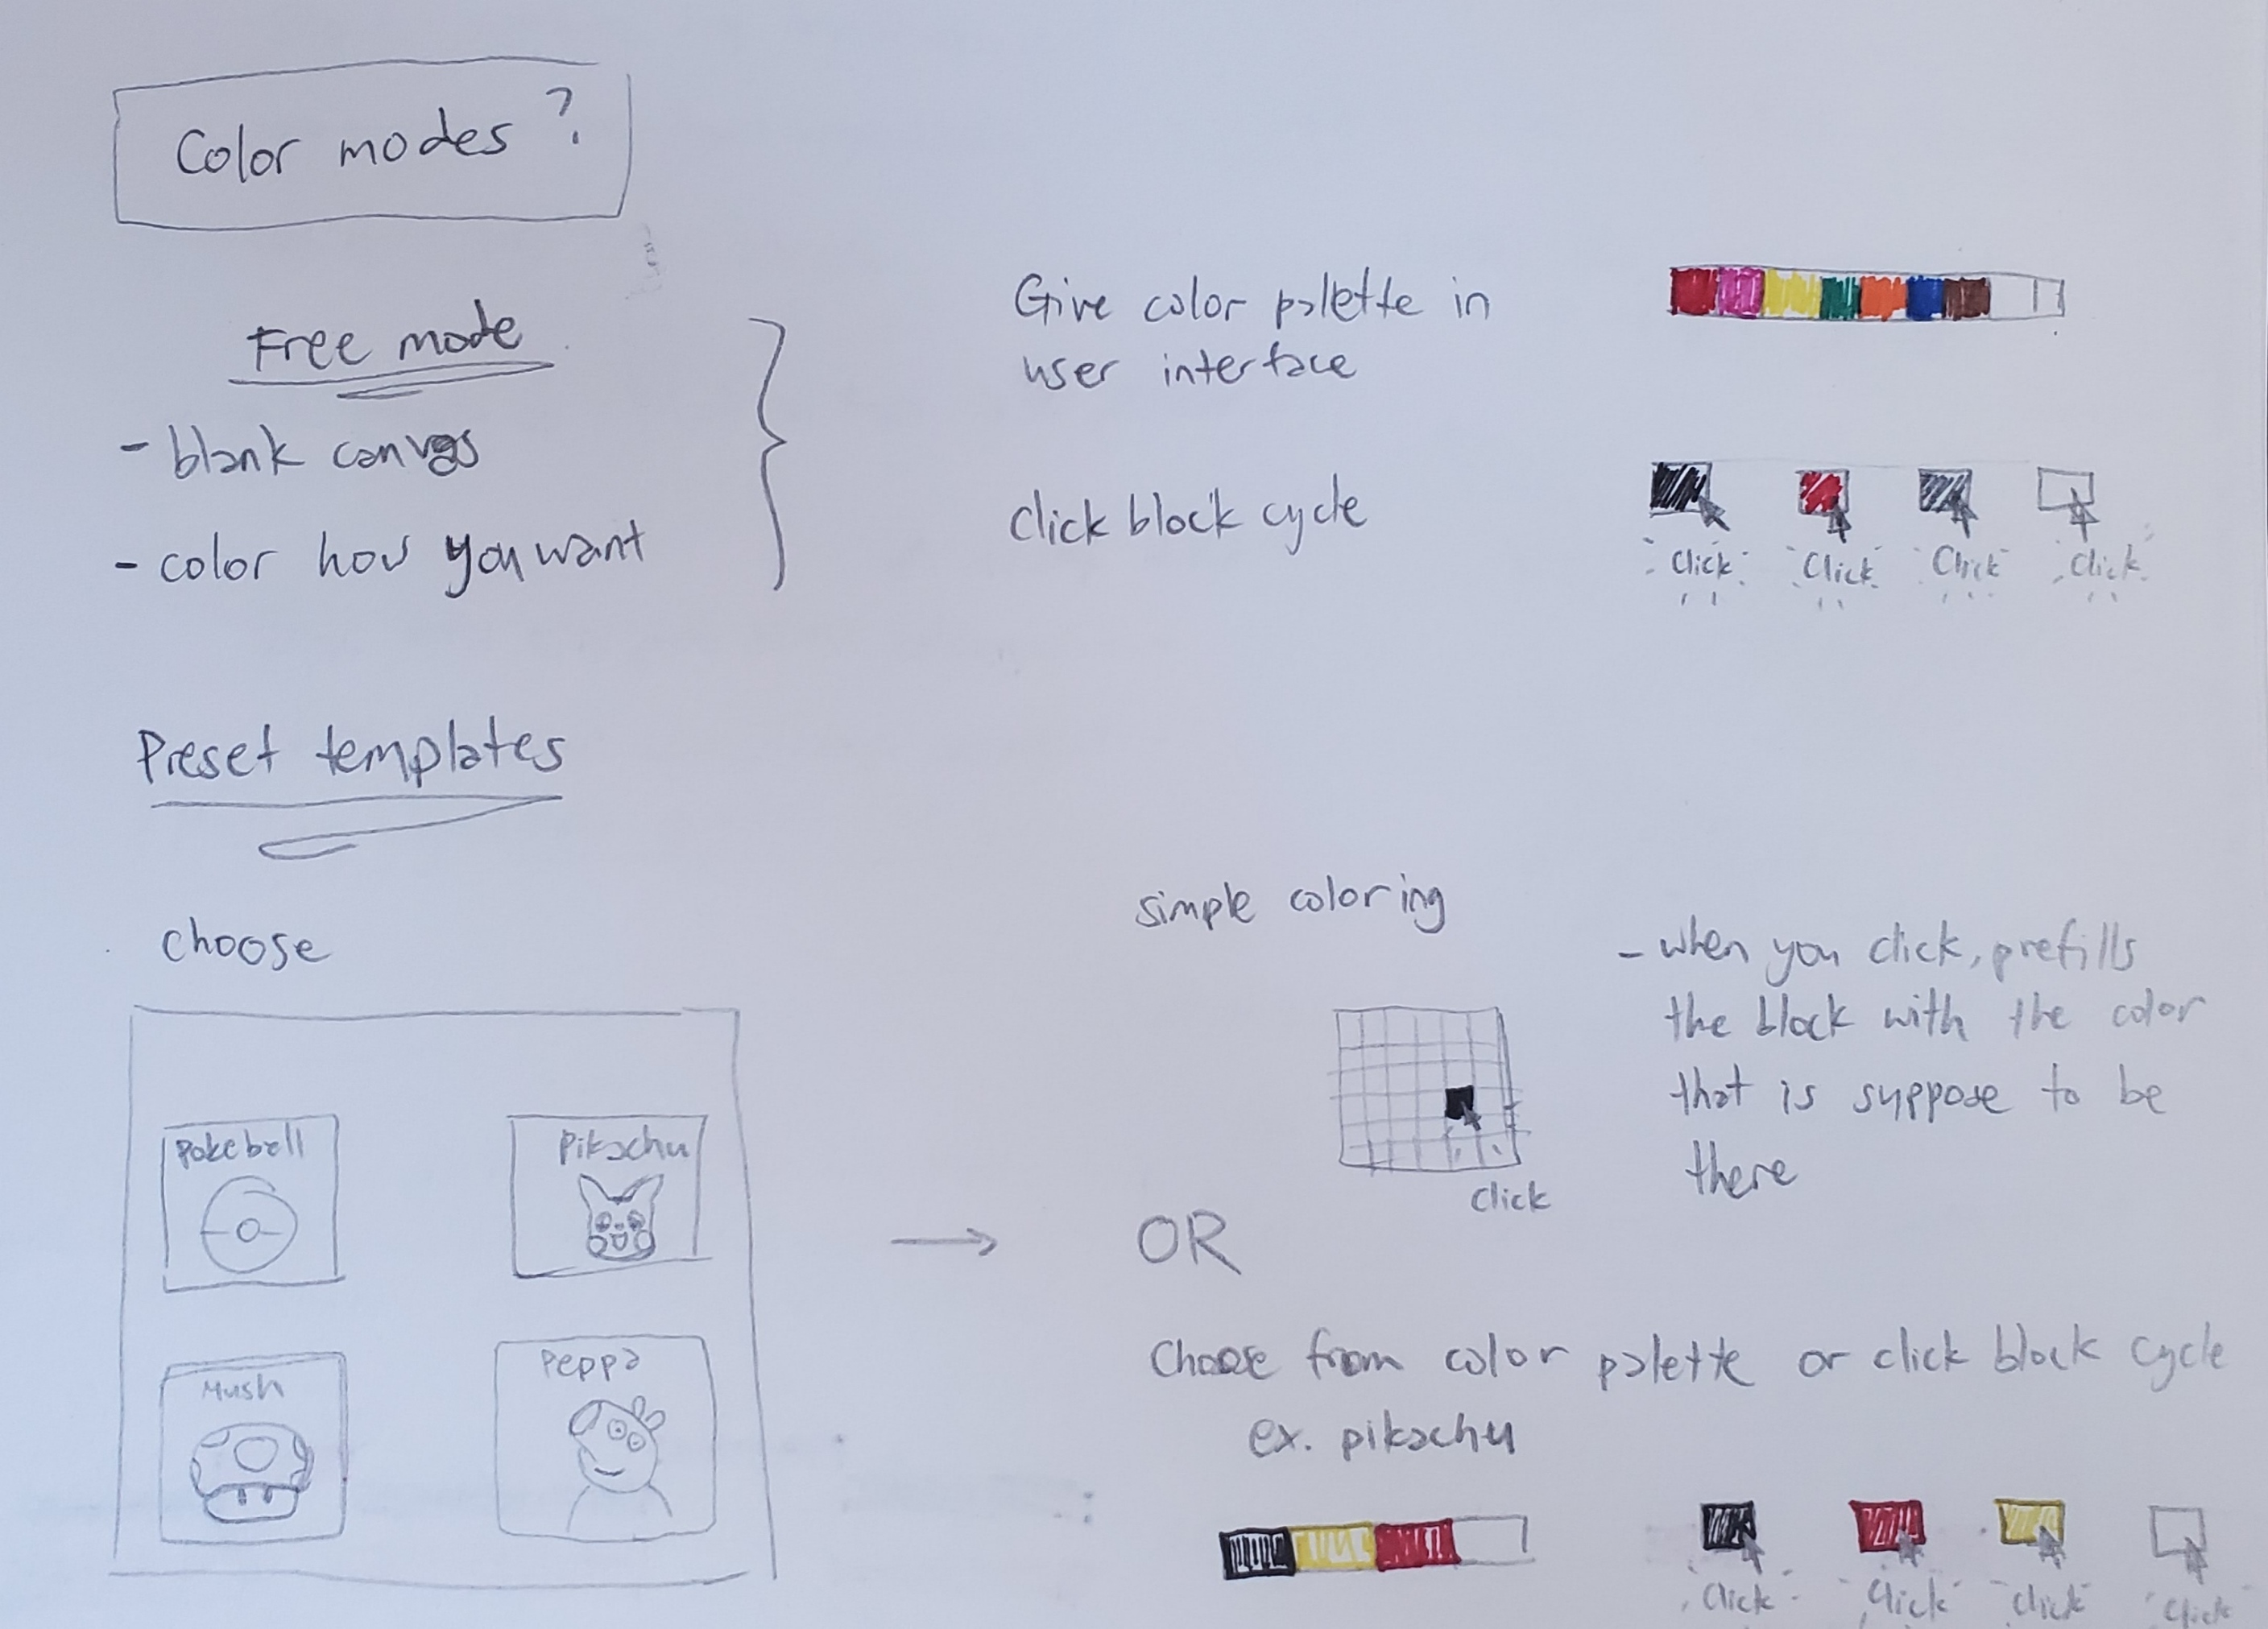 Color modes ?
Free mode
- blank canvas
- color how you want
Give color palette in
user interface
click block cycle
click click click click
Preset templates
choose
Pokeball
Pikachu
Mush
Peppa
simple coloring
- when you click, prefills
the block with the color
that is suppose to be
there
click
OR
Choose from color palette or click block cycle
ex. pikachu
click click click click